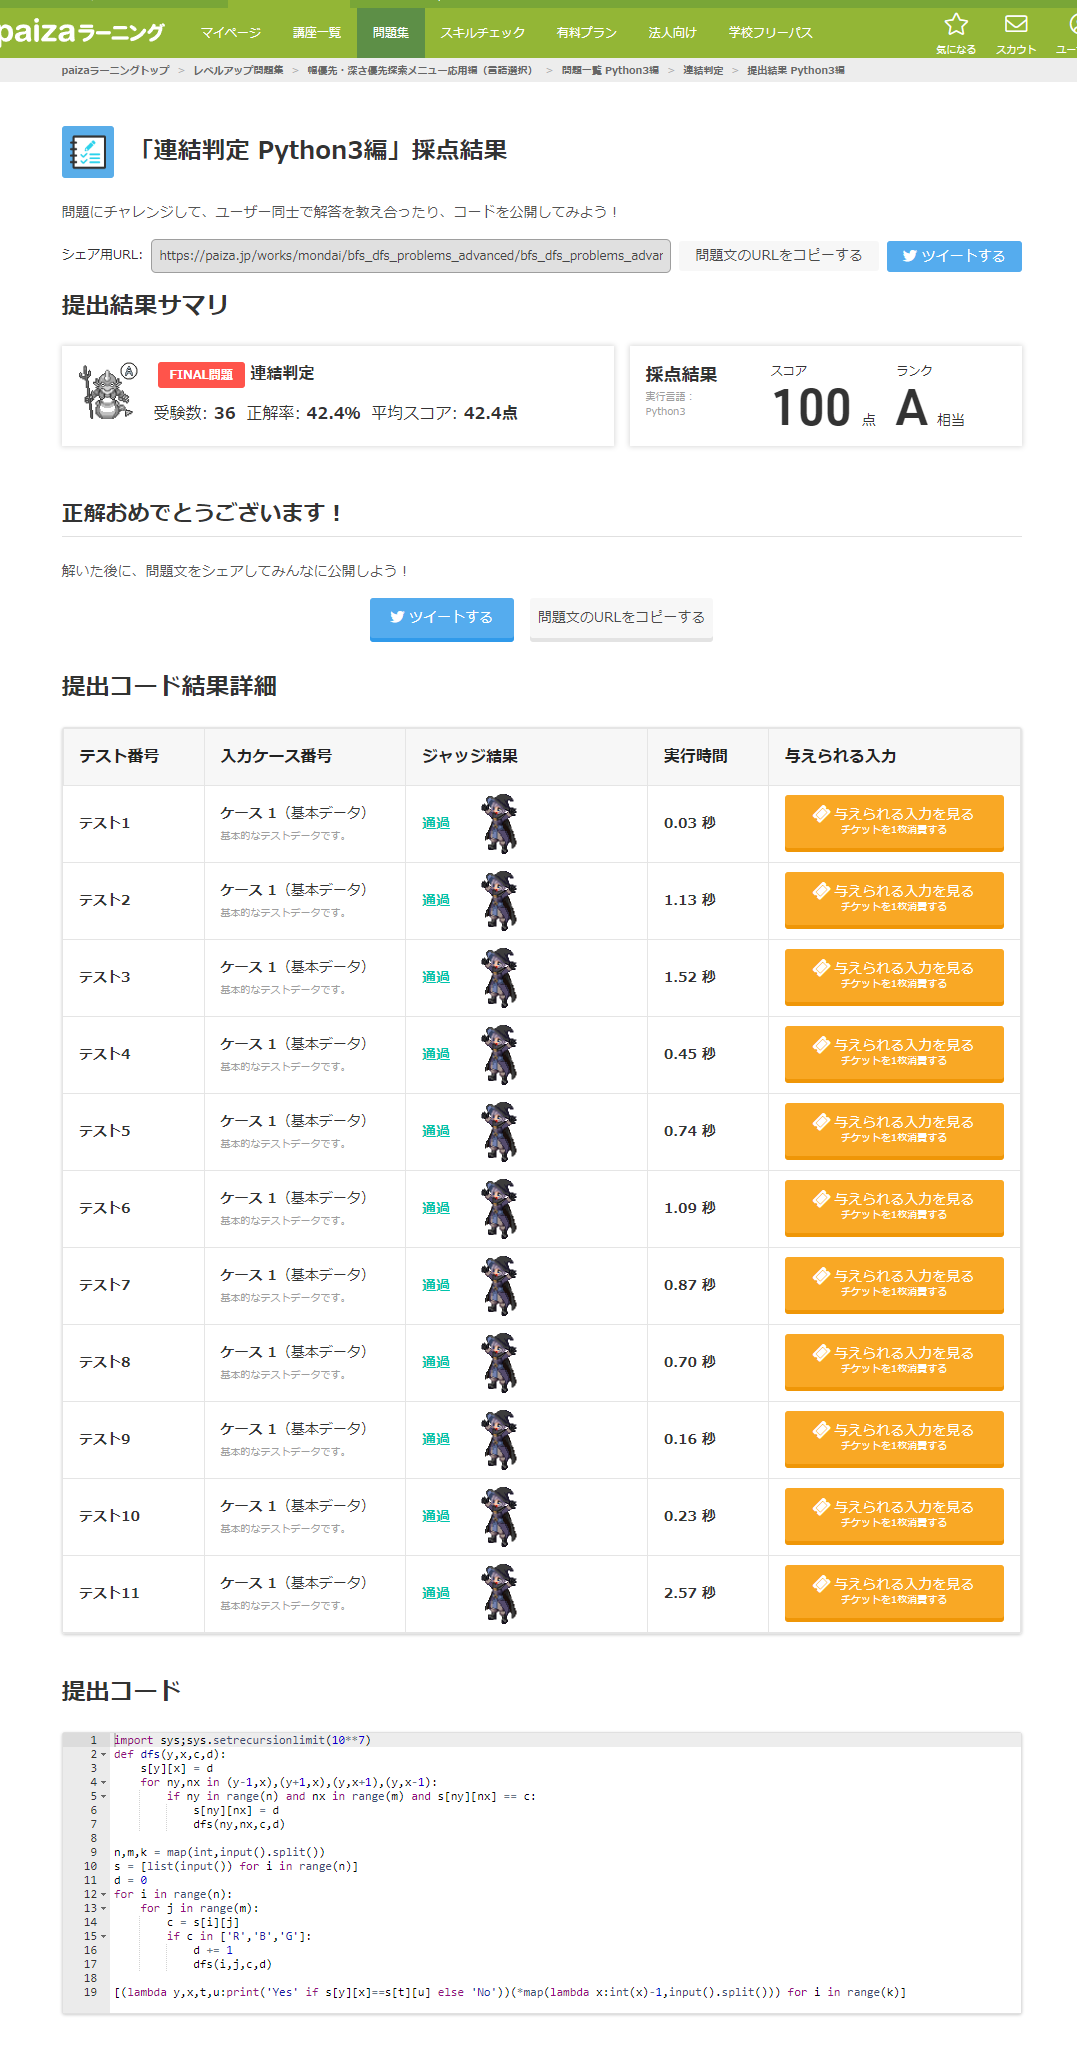 paizaラーニング
マイページ
講座一覧
問題集
スキルチェック
有料プラン
法人向け
学校フリーパス
気になる
スカウト
paizaラーニングトップ > レベルアップ問題集 > 幅優先・深さ優先探索メニュー応用編（言語選択） > 問題一覧 Python3編 > 連結判定 > 提出結果 Python3編
「連結判定 Python3編」採点結果
問題にチャレンジして、ユーザー同士で解答を教え合ったり、コードを公開してみよう！
シェア用URL: https://paiza.jp/works/mondai/bfs_dfs_problems_advanced/bfs_dfs_problems_advar 問題文のURLをコピーする ツイートする
提出結果サマリ
A
FINAL問題 連結判定
受験数: 36 正解率: 42.4% 平均スコア: 42.4点
採点結果
実行言語：
Python3
スコア
100 点
ランク
A 相当
正解おめでとうございます！
解いた後に、問題文をシェアしてみんなに公開しよう！
ツイートする 問題文のURLをコピーする
提出コード結果詳細
テスト番号 入力ケース番号 ジャッジ結果 実行時間 与えられる入力
テスト1 ケース 1（基本データ） 通過 0.03 秒 与えられる入力を見る
基本的なテストデータです。 チケットを1枚消費する
テスト2 ケース 1（基本データ） 通過 1.13 秒 与えられる入力を見る
基本的なテストデータです。 チケットを1枚消費する
テスト3 ケース 1（基本データ） 通過 1.52 秒 与えられる入力を見る
基本的なテストデータです。 チケットを1枚消費する
テスト4 ケース 1（基本データ） 通過 0.45 秒 与えられる入力を見る
基本的なテストデータです。 チケットを1枚消費する
テスト5 ケース 1（基本データ） 通過 0.74 秒 与えられる入力を見る
基本的なテストデータです。 チケットを1枚消費する
テスト6 ケース 1（基本データ） 通過 1.09 秒 与えられる入力を見る
基本的なテストデータです。 チケットを1枚消費する
テスト7 ケース 1（基本データ） 通過 0.87 秒 与えられる入力を見る
基本的なテストデータです。 チケットを1枚消費する
テスト8 ケース 1（基本データ） 通過 0.70 秒 与えられる入力を見る
基本的なテストデータです。 チケットを1枚消費する
テスト9 ケース 1（基本データ） 通過 0.16 秒 与えられる入力を見る
基本的なテストデータです。 チケットを1枚消費する
テスト10 ケース 1（基本データ） 通過 0.23 秒 与えられる入力を見る
基本的なテストデータです。 チケットを1枚消費する
テスト11 ケース 1（基本データ） 通過 2.57 秒 与えられる入力を見る
基本的なテストデータです。 チケットを1枚消費する
提出コード
1 import sys;sys.setrecursionlimit(10**7)
2 def dfs(y,x,c,d):
3     s[y][x] = d
4     for ny,nx in (y-1,x),(y+1,x),(y,x+1),(y,x-1):
5         if ny in range(n) and nx in range(m) and s[ny][nx] == c:
6             s[ny][nx] = d
7             dfs(ny,nx,c,d)
8
9 n,m,k = map(int,input().split())
10 s = [list(input()) for i in range(n)]
11 d = 0
12 for i in range(n):
13     for j in range(m):
14         c = s[i][j]
15         if c in ['R','B','G']:
16             d += 1
17             dfs(i,j,c,d)
18
19 [(lambda y,x,t,u:print('Yes' if s[y][x]==s[t][u] else 'No'))(*map(lambda x:int(x)-1,input().split())) for i in range(k)]